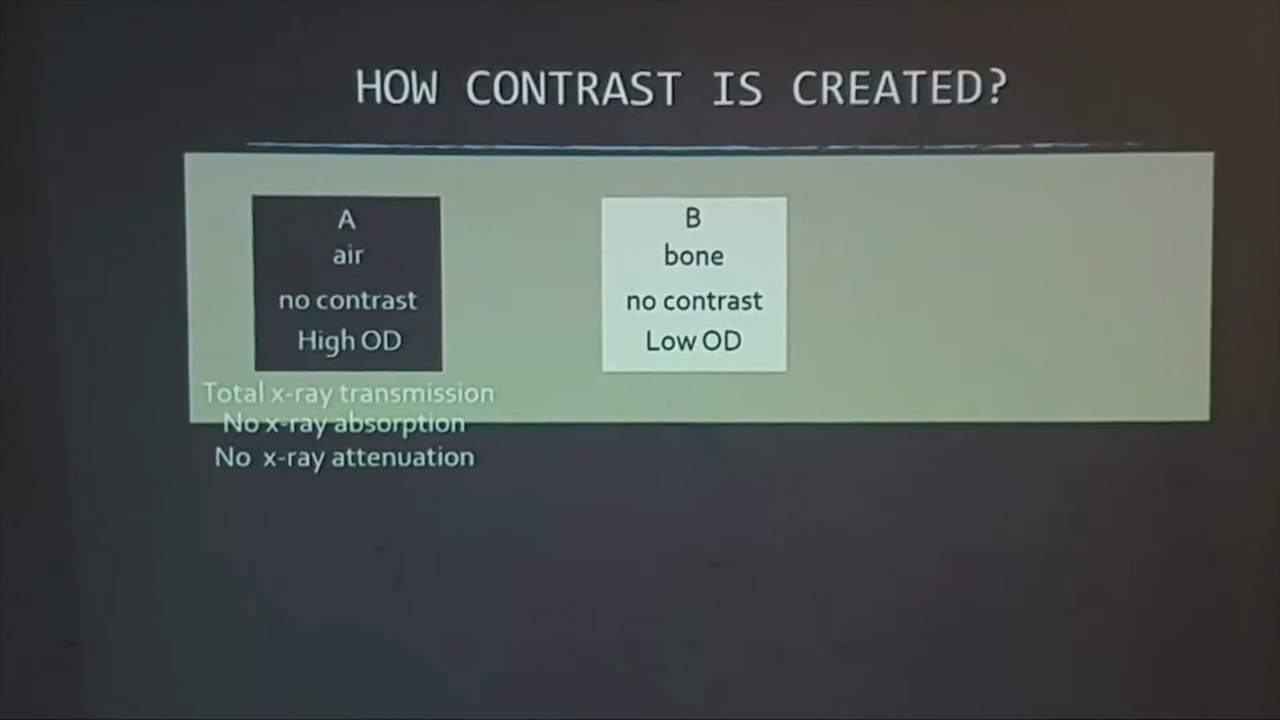 HOW CONTRAST IS CREATED?
A
air
no contrast
High OD
Total x-ray transmission
No x-ray absorption
No x-ray attenuation
B
bone
no contrast
Low OD